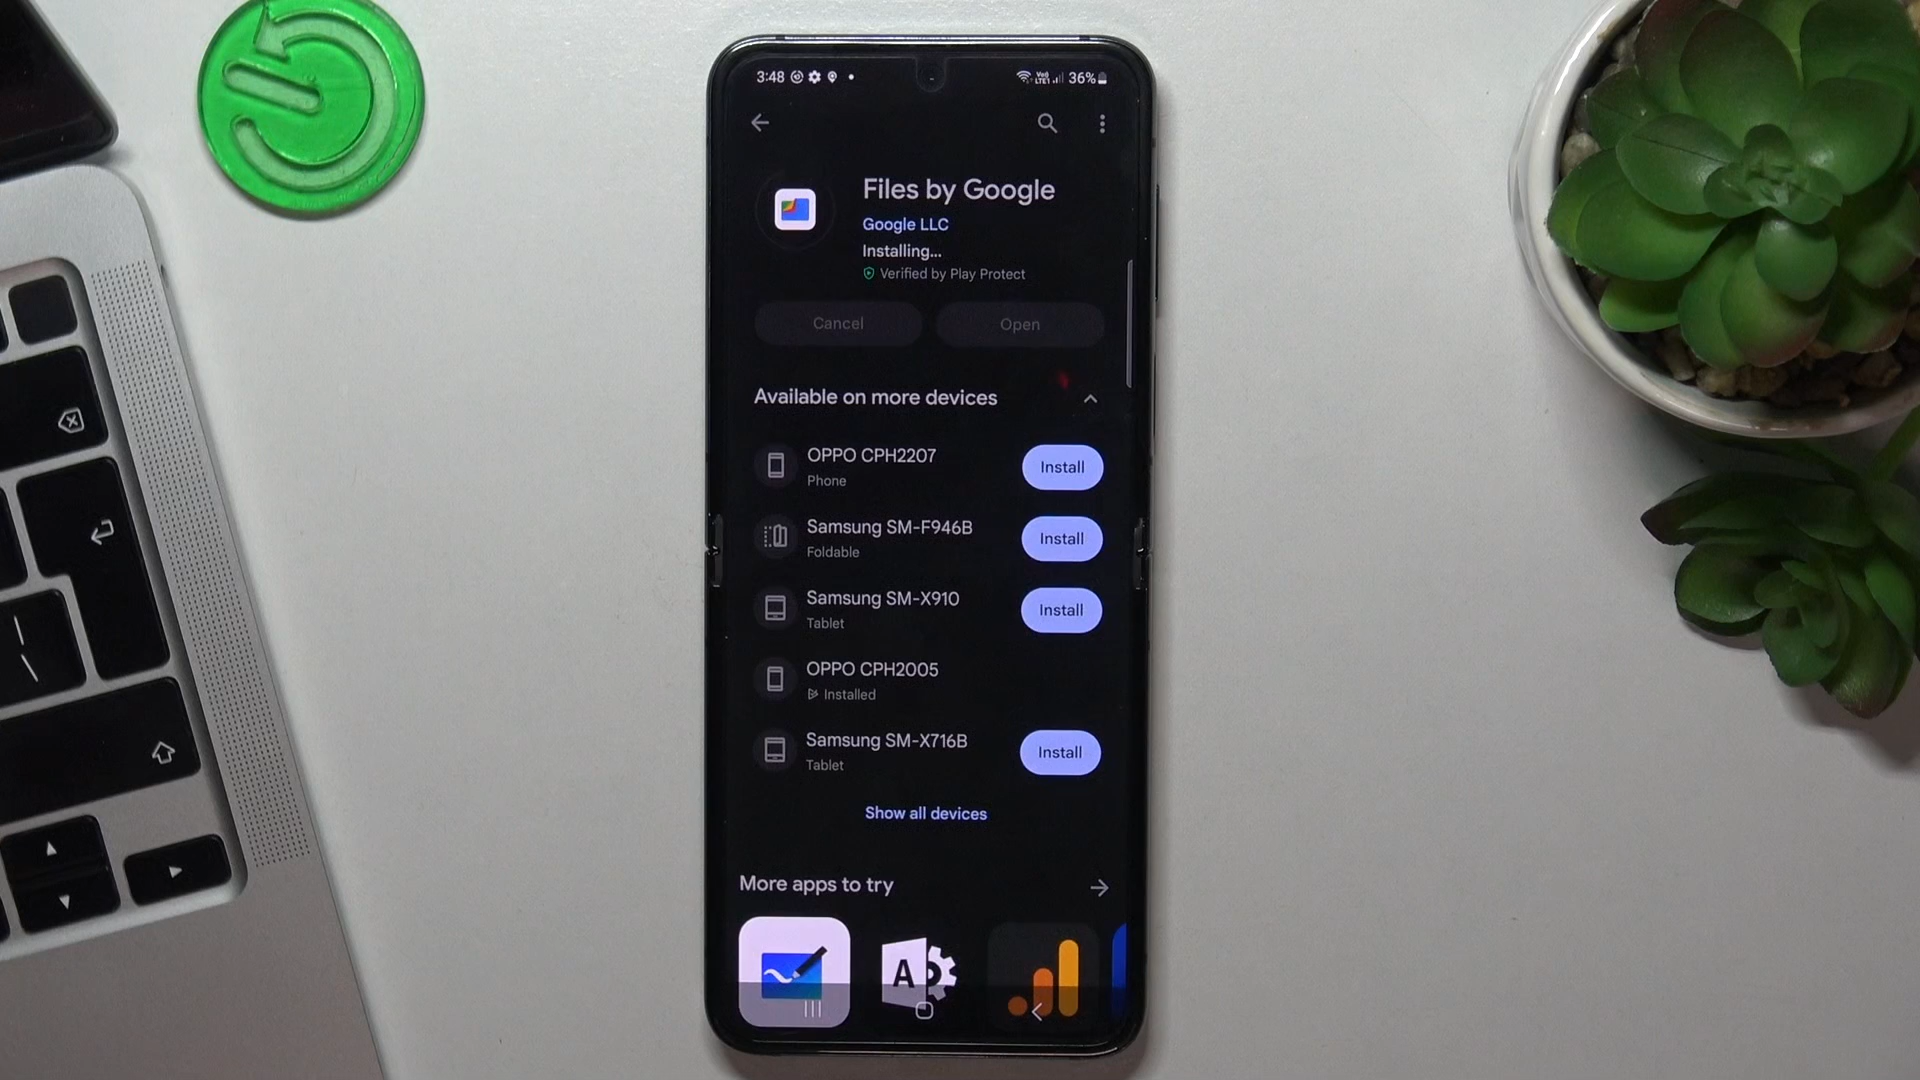 3:48
VoLTE1 36%
Files by Google
Google LLC
Installing...
Verified by Play Protect
Cancel
Open
Available on more devices
OPPO CPH2207
Phone
Install
Samsung SM-F946B
Foldable
Install
Samsung SM-X910
Tablet
Install
OPPO CPH2005
Installed
Samsung SM-X716B
Tablet
Install
Show all devices
More apps to try
A